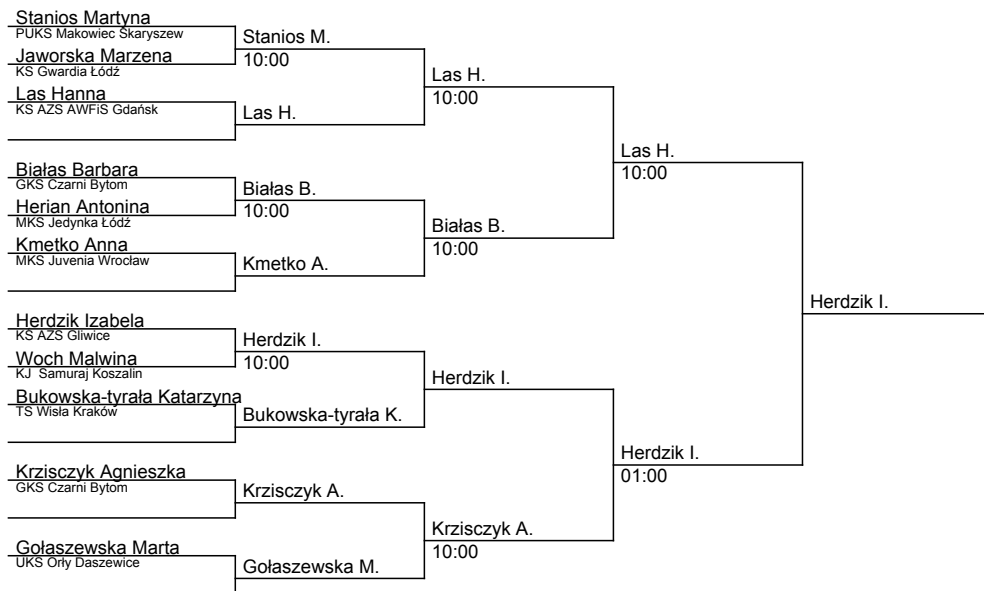 Stanios Martyna
PUKS Makowiec Skaryszew
Stanios M.
Jaworska Marzena
10:00
KS Gwardia Łódź
Las H.
Las Hanna
10:00
KS AZS AWFiS Gdańsk
Las H.
Las H.
Białas Barbara
10:00
GKS Czarni Bytom
Białas B.
Herian Antonina
10:00
MKS Jedynka Łódź
Białas B.
Kmetko Anna
10:00
MKS Juvenia Wrocław
Kmetko A.
Herdzik I.
Herdzik Izabela
KS AZS Gliwice
Herdzik I.
Woch Malwina
10:00
KJ Samuraj Koszalin
Herdzik I.
Bukowska-tyrała Katarzyna
TS Wisła Kraków
Bukowska-tyrała K.
Herdzik I.
Krzisczyk Agnieszka
01:00
GKS Czarni Bytom
Krzisczyk A.
Krzisczyk A.
Gołaszewska Marta
10:00
UKS Orły Daszewice
Gołaszewska M.